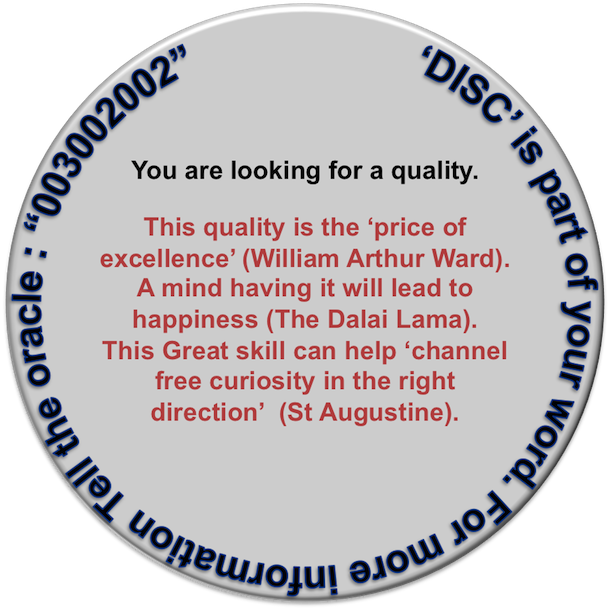 You are looking for a quality.
This quality is the ‘price of
excellence’ (William Arthur Ward).
A mind having it will lead to
happiness (The Dalai Lama).
This Great skill can help ‘channel
free curiosity in the right
direction’ (St Augustine).
‘DISC’ is part of your word. For more information Tell the oracle : “003002002”